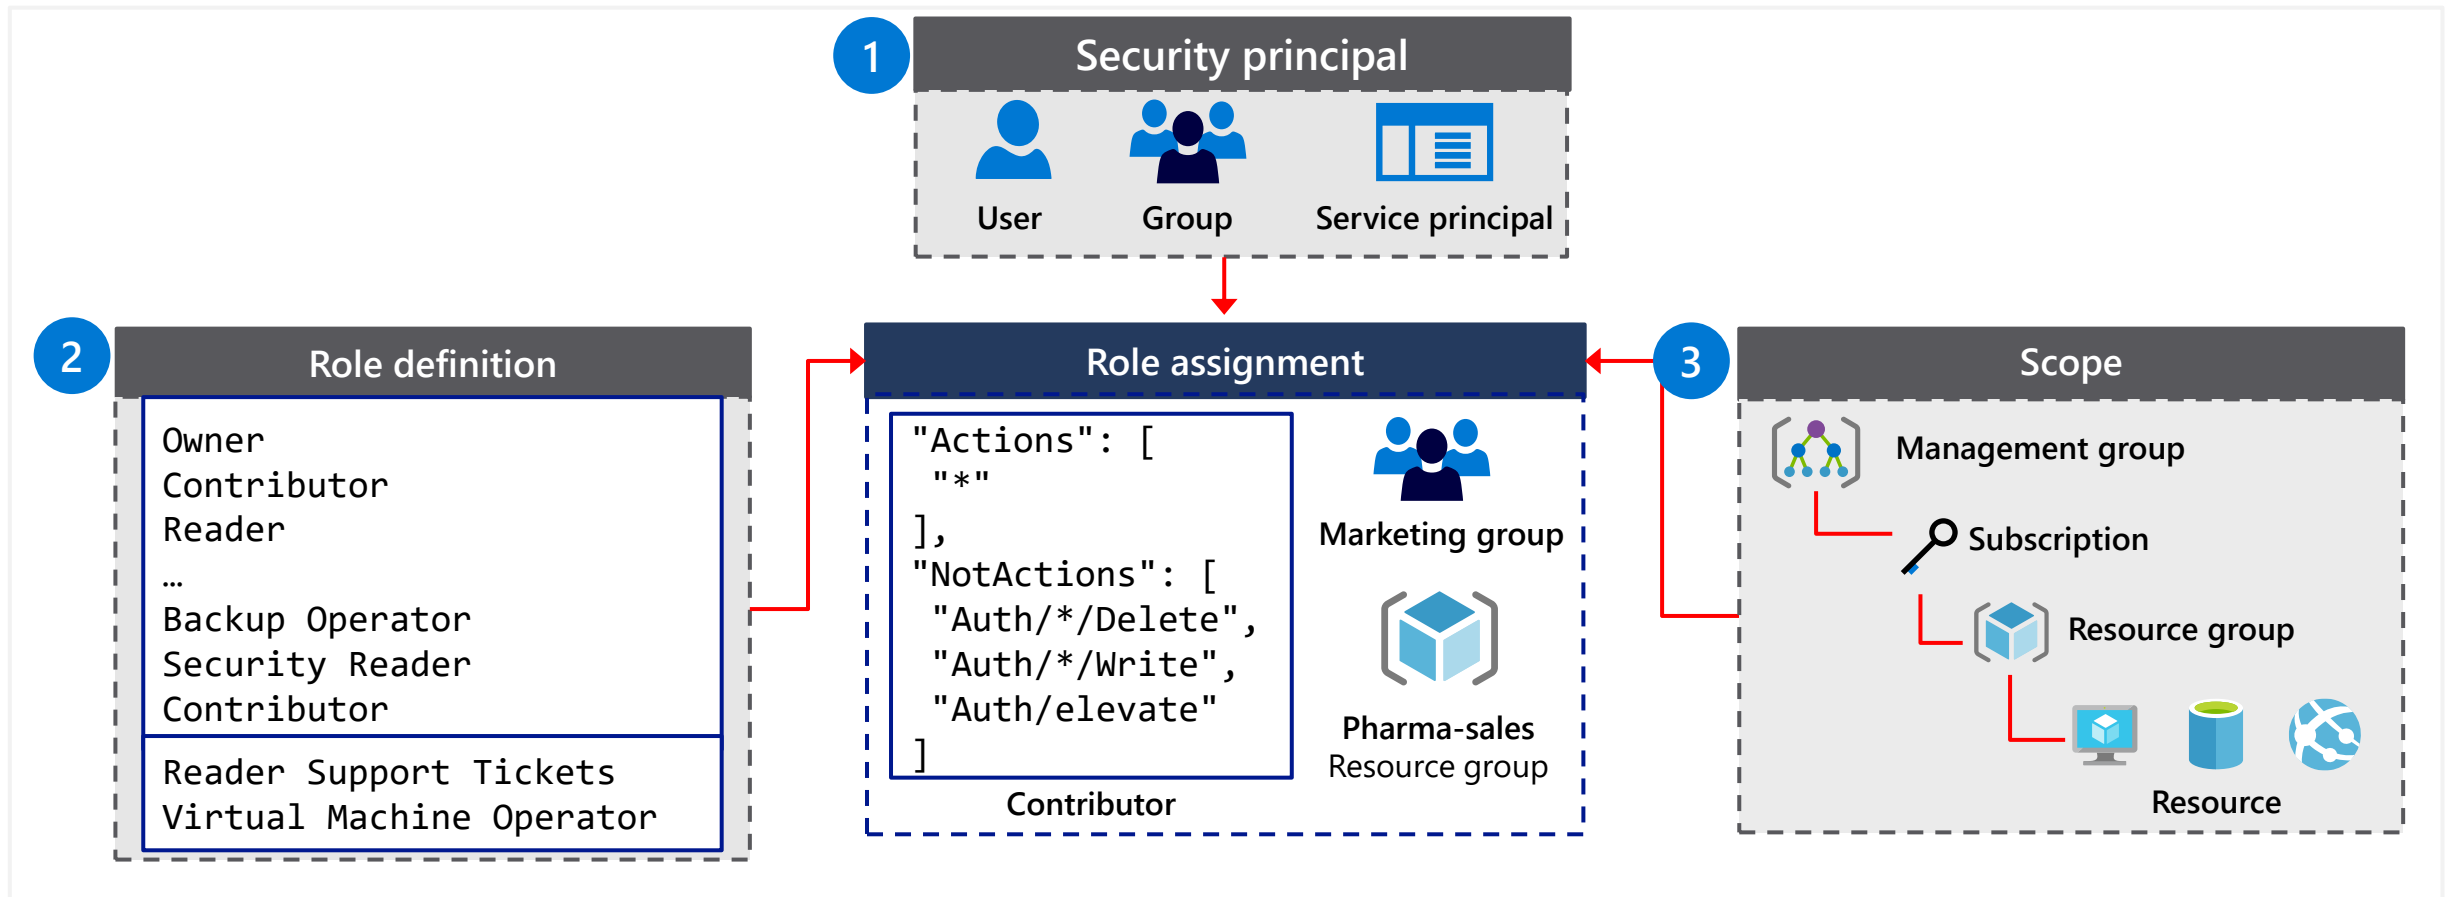 1
Security principal
User
Group
Service principal
2
Role definition
Owner
Contributor
Reader
…
Backup Operator
Security Reader
Contributor
Reader Support Tickets
Virtual Machine Operator
Role assignment
"Actions": [
"*"
],
"NotActions": [
"Auth/*/Delete",
"Auth/*/Write",
"Auth/elevate"
]
Contributor
Marketing group
Pharma-sales
Resource group
3
Scope
Management group
Subscription
Resource group
Resource